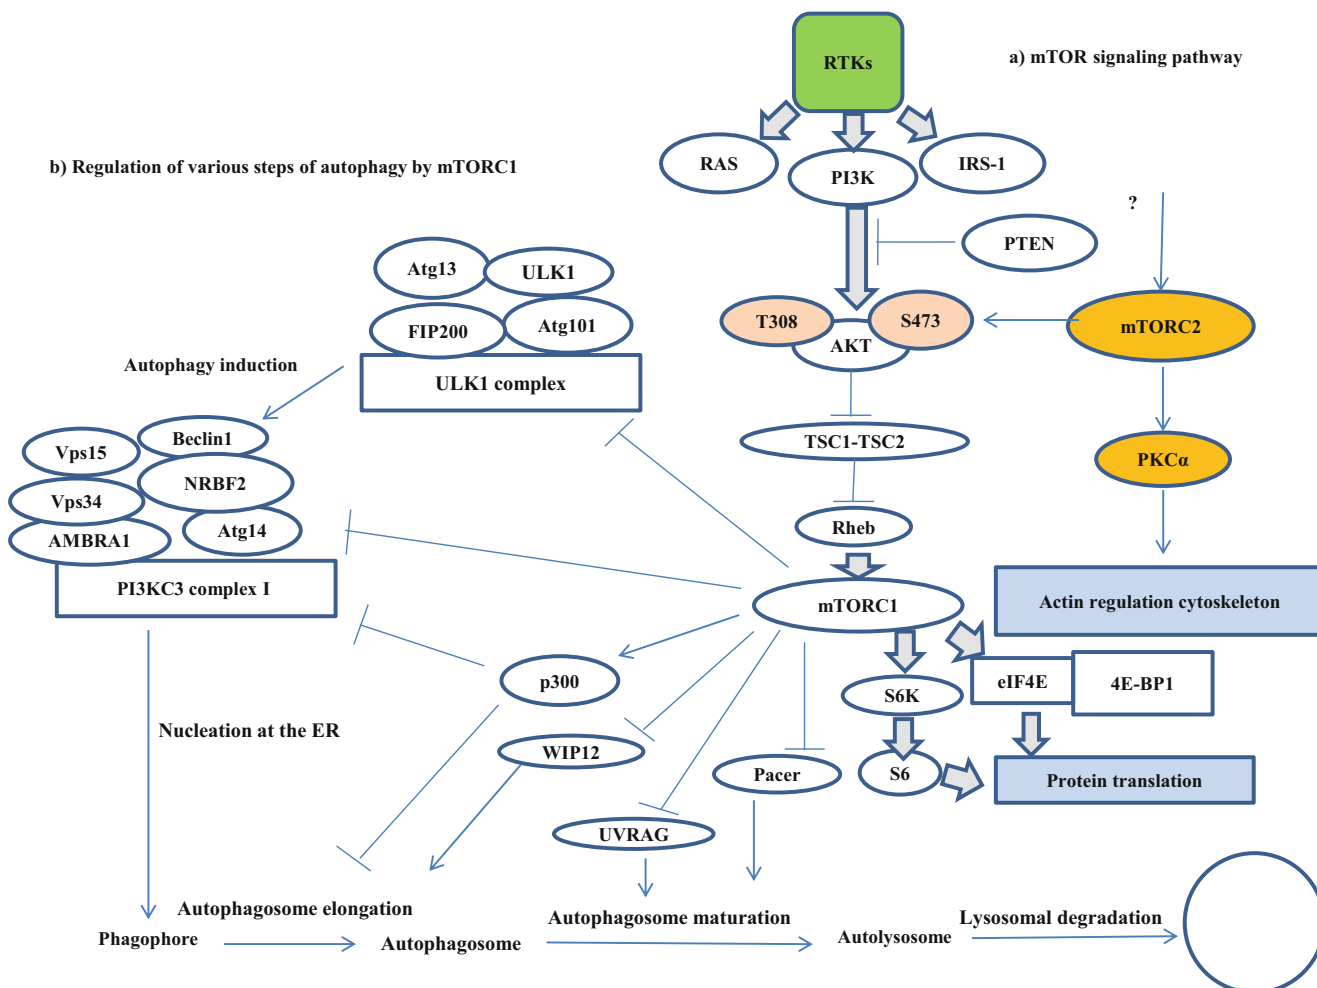 RTKs
a) mTOR signaling pathway
b) Regulation of various steps of autophagy by mTORC1
RAS
PI3K
IRS-1
?
PTEN
Atg13
ULK1
FIP200
Atg101
ULK1 complex
T308
S473
AKT
mTORC2
Autophagy induction
TSC1-TSC2
PKCα
Vps15
Beclin1
NRBF2
Vps34
Atg14
AMBRA1
PI3KC3 complex I
Rheb
mTORC1
Actin regulation cytoskeleton
p300
S6K
eIF4E
4E-BP1
Nucleation at the ER
WIP12
Pacer
S6
Protein translation
UVRAG
Autophagosome elongation
Autophagosome maturation
Lysosomal degradation
Phagophore
Autophagosome
Autolysosome